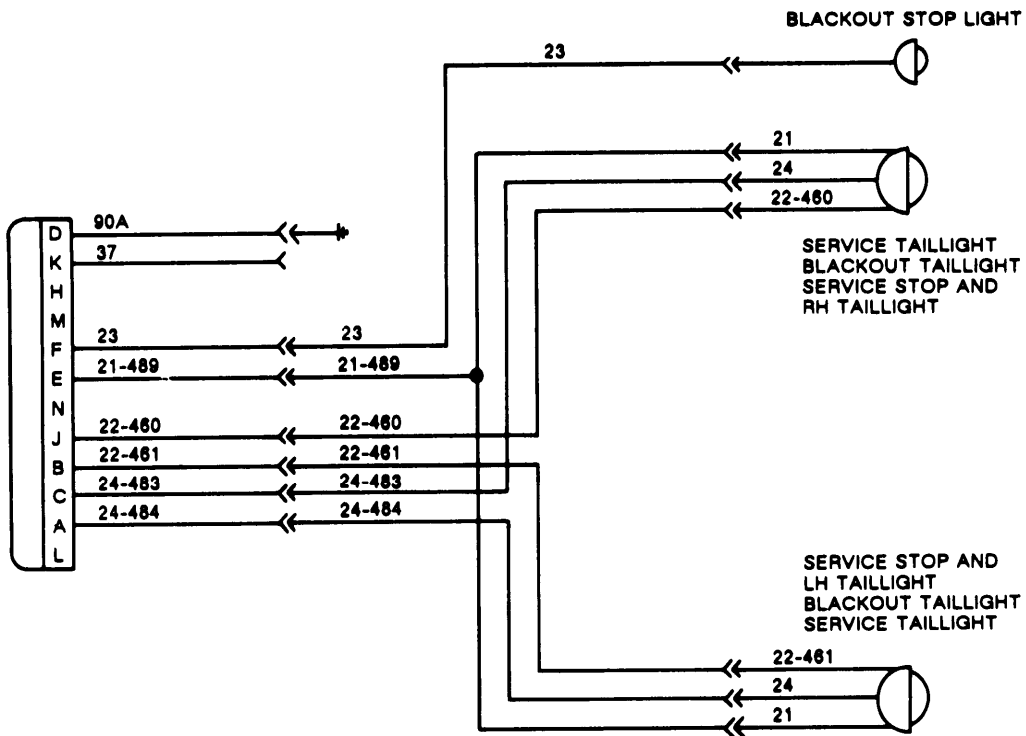 BLACKOUT STOP LIGHT
23
21
24
22-460
SERVICE TAILLIGHT
BLACKOUT TAILLIGHT
SERVICE STOP AND
RH TAILLIGHT
D 90A
K 37
H
M
F 23 23
E 21-489 21-489
N
J 22-460 22-460
B 22-461 22-461
C 24-483 24-483
A 24-484 24-484
L
SERVICE STOP AND
LH TAILLIGHT
BLACKOUT TAILLIGHT
SERVICE TAILLIGHT
22-461
24
21